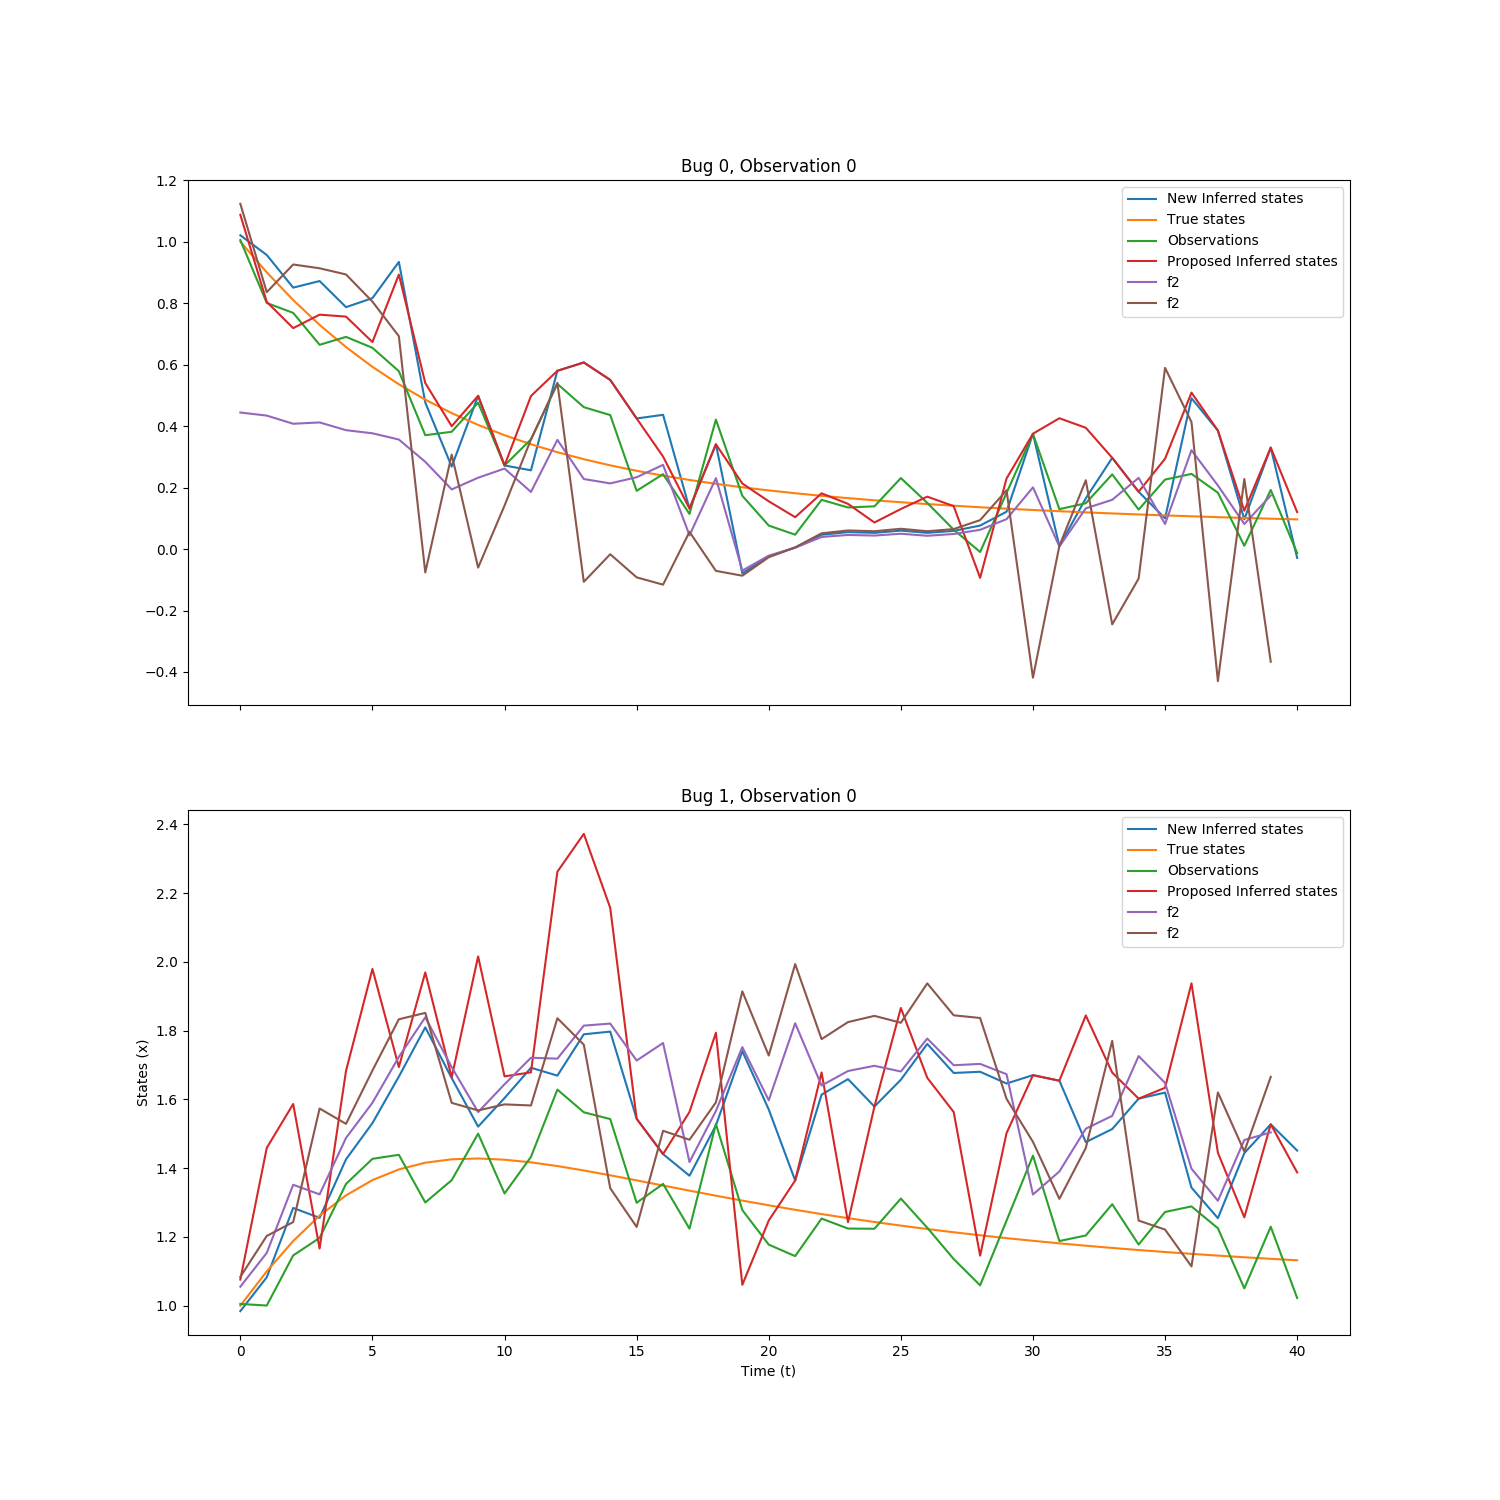 Bug 0, Observation 0
1.2
1.0
0.8
0.6
0.4
0.2
0.0
−0.2
−0.4
New Inferred states
True states
Observations
Proposed Inferred states
f2
f2
Bug 1, Observation 0
2.4
2.2
2.0
1.8
1.6
1.4
1.2
1.0
States (x)
New Inferred states
True states
Observations
Proposed Inferred states
f2
f2
0 5 10 15 20 25 30 35 40
Time (t)